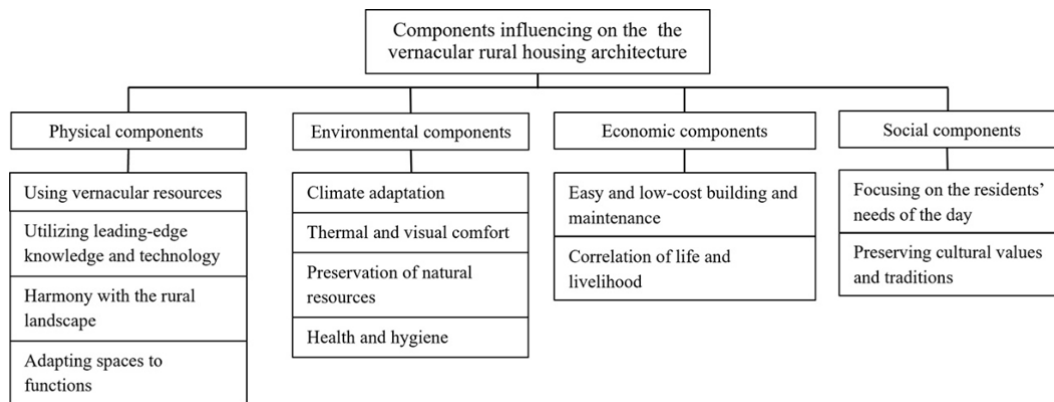 Components influencing on the the
vernacular rural housing architecture
Physical components
Environmental components
Economic components
Social components
Using vernacular resources
Utilizing leading-edge
knowledge and technology
Harmony with the rural
landscape
Adapting spaces to
functions
Climate adaptation
Thermal and visual comfort
Preservation of natural
resources
Health and hygiene
Easy and low-cost building and
maintenance
Correlation of life and
livelihood
Focusing on the residents’
needs of the day
Preserving cultural values
and traditions